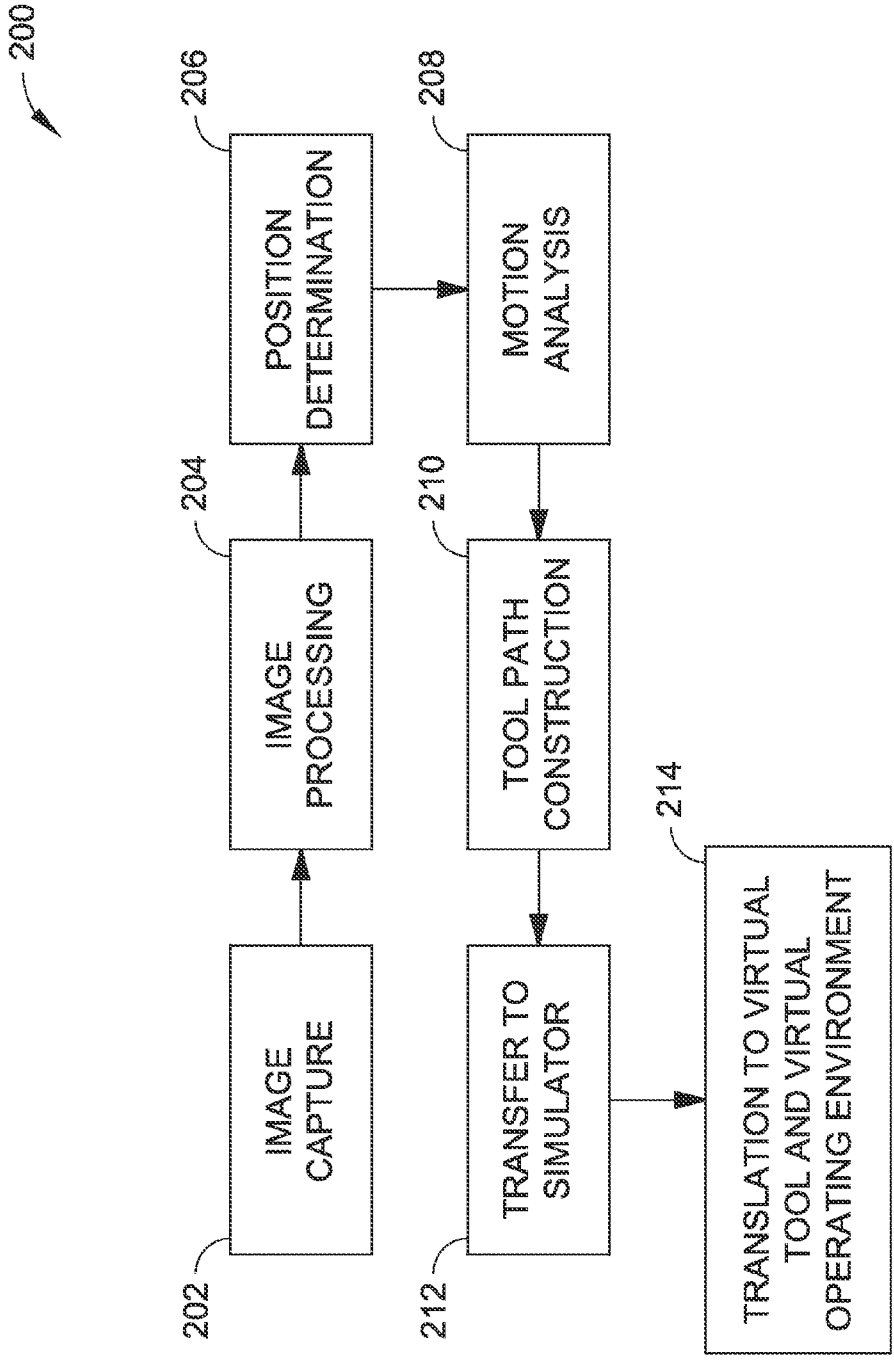 200
202
IMAGE
CAPTURE
204
IMAGE
PROCESSING
206
POSITION
DETERMINATION
208
MOTION
ANALYSIS
210
TOOL PATH
CONSTRUCTION
212
TRANSFER TO
SIMULATOR
214
TRANSLATION TO VIRTUAL
TOOL AND VIRTUAL
OPERATING ENVIRONMENT